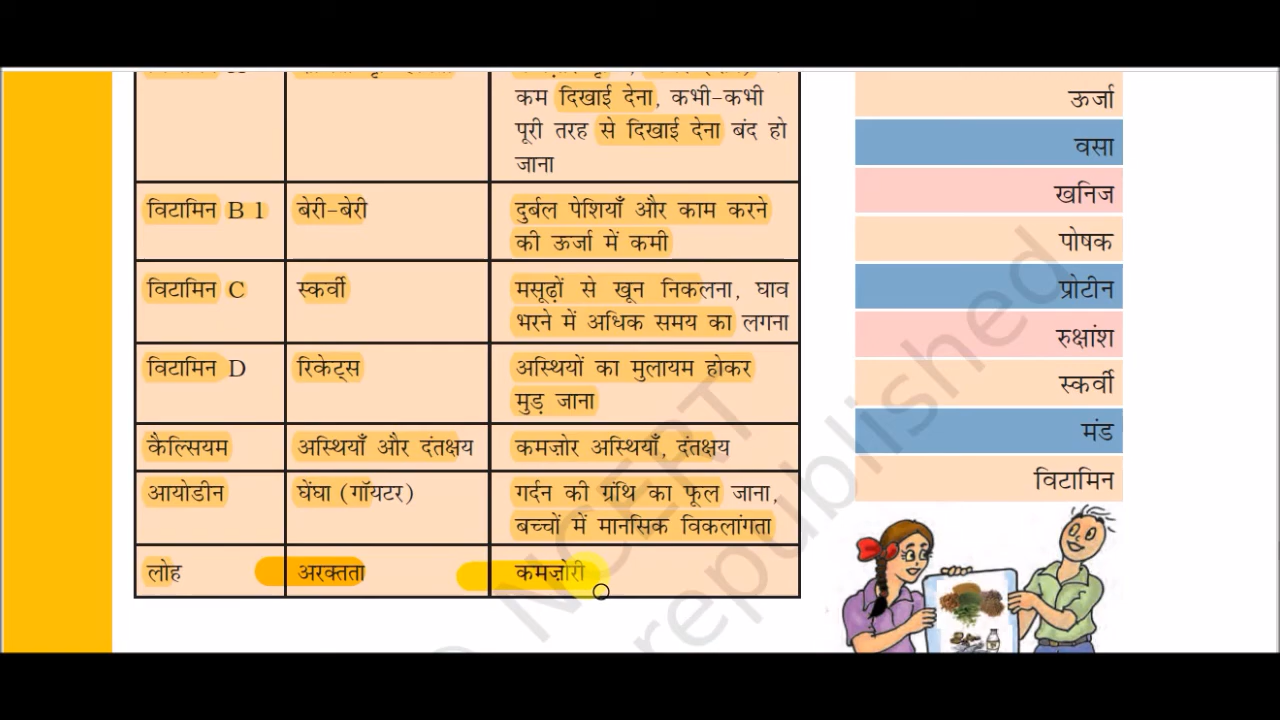 कम दिखाई देना, कभी-कभी
पूरी तरह से दिखाई देना बंद हो
जाना
विटामिन B 1
बेरी-बेरी
दुर्बल पेशियाँ और काम करने
की ऊर्जा में कमी
विटामिन C
स्कर्वी
मसूढ़ों से खून निकलना, घाव
भरने में अधिक समय का लगना
विटामिन D
रिकेट्स
अस्थियों का मुलायम होकर
मुड़ जाना
कैल्सियम
अस्थियाँ और दंतक्षय
कमज़ोर अस्थियाँ, दंतक्षय
आयोडीन
घेंघा (गॉयटर)
गर्दन की ग्रंथि का फूल जाना,
बच्चों में मानसिक विकलांगता
लोह
अरक्तता
कमज़ोरी
ऊर्जा
वसा
खनिज
पोषक
प्रोटीन
रुक्षांश
स्कर्वी
मंड
विटामिन
NCERT
republished